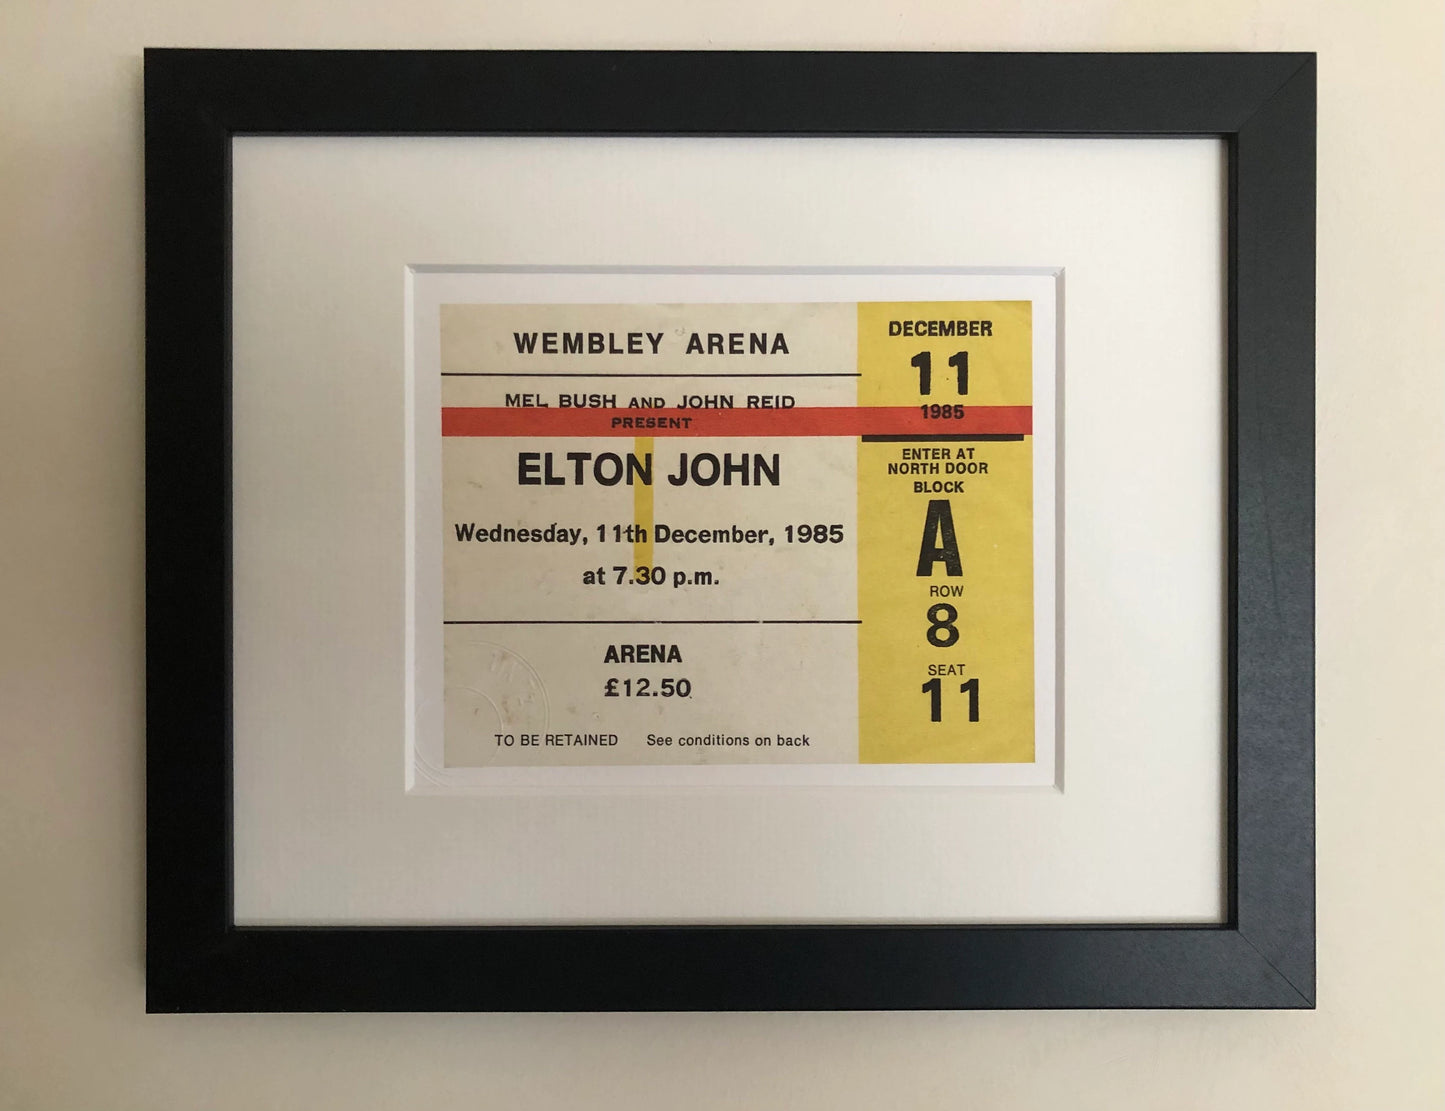 WEMBLEY ARENA
MEL BUSH AND JOHN REID
PRESENT
ELTON JOHN
Wednesday, 11th December, 1985
at 7.30 p.m.
ARENA
£12.50
TO BE RETAINED See conditions on back
DECEMBER
11
1985
ENTER AT
NORTH DOOR
BLOCK
A
ROW
8
SEAT
11